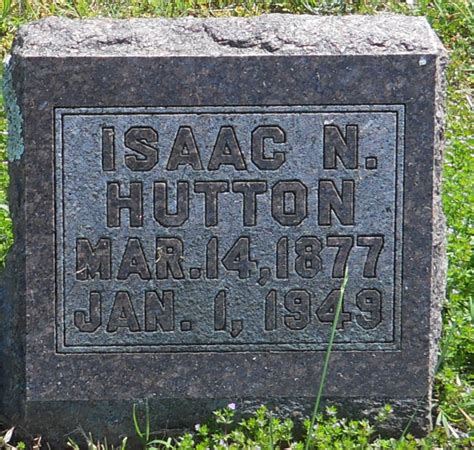 ISAAC N.
HUTTON
MAR. 14, 1877
JAN. 1, 1949